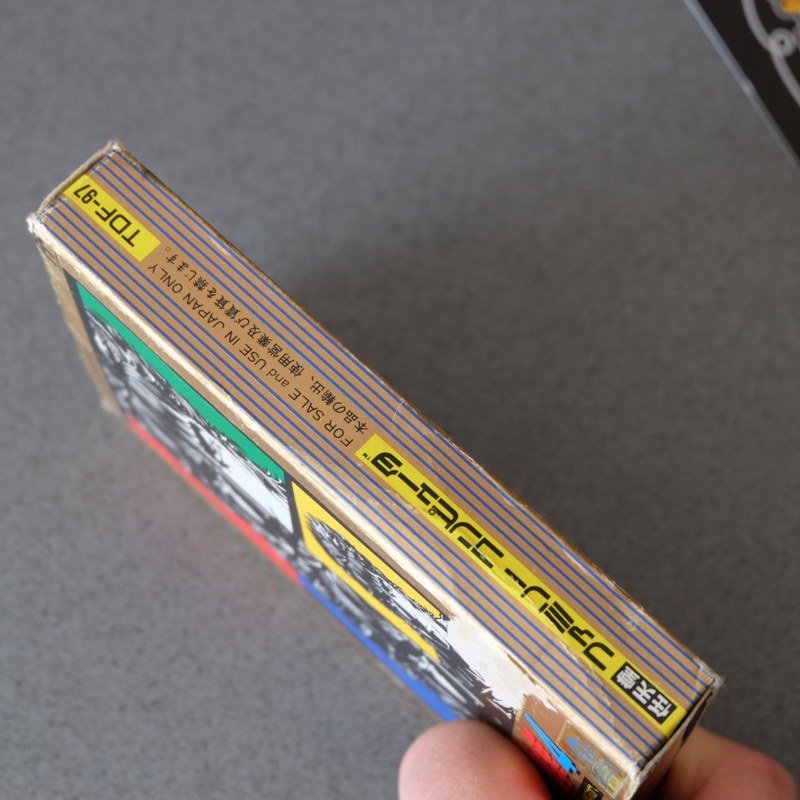 任天堂 ファミリーコンピュータ™
FOR SALE and USE IN JAPAN ONLY
本品の輸出、使用営業及び賃貸を禁じます。
TDF-97